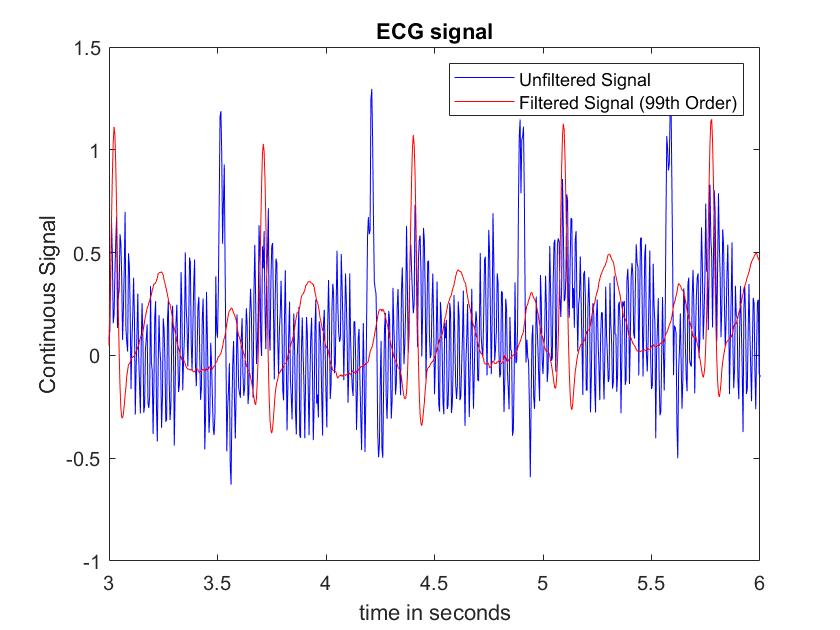 ECG signal
1.5
1
0.5
0
-0.5
-1
Continuous Signal
Unfiltered Signal
Filtered Signal (99th Order)
3
3.5
4
4.5
5
5.5
6
time in seconds